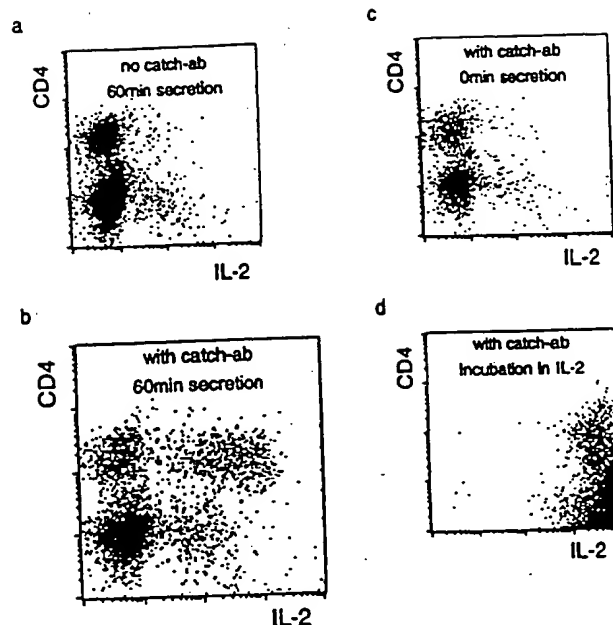 a
no catch-ab
60min secretion
CD4
IL-2
b
with catch-ab
60min secretion
CD4
IL-2
c
with catch-ab
0min secretion
CD4
IL-2
d
with catch-ab
Incubation in IL-2
CD4
IL-2